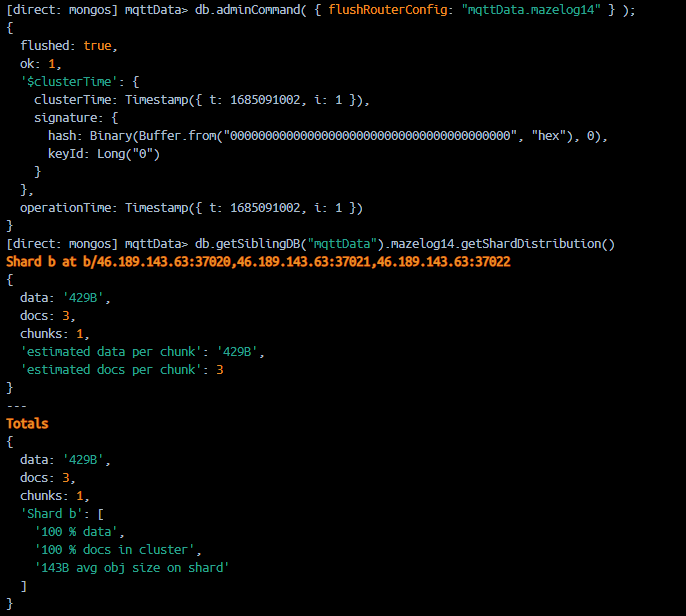 [direct: mongos] mqttData> db.adminCommand( { flushRouterConfig: "mqttData.mazelog14" } );
{
  flushed: true,
  ok: 1,
  '$clusterTime': {
    clusterTime: Timestamp({ t: 1685091002, i: 1 }),
    signature: {
      hash: Binary(Buffer.from("0000000000000000000000000000000000000000", "hex"), 0),
      keyId: Long("0")
    }
  },
  operationTime: Timestamp({ t: 1685091002, i: 1 })
}
[direct: mongos] mqttData> db.getSiblingDB("mqttData").mazelog14.getShardDistribution()
Shard b at b/46.189.143.63:37020,46.189.143.63:37021,46.189.143.63:37022
{
  data: '429B',
  docs: 3,
  chunks: 1,
  'estimated data per chunk': '429B',
  'estimated docs per chunk': 3
}
---
Totals
{
  data: '429B',
  docs: 3,
  chunks: 1,
  'Shard b': [
    '100 % data',
    '100 % docs in cluster',
    '143B avg obj size on shard'
  ]
}